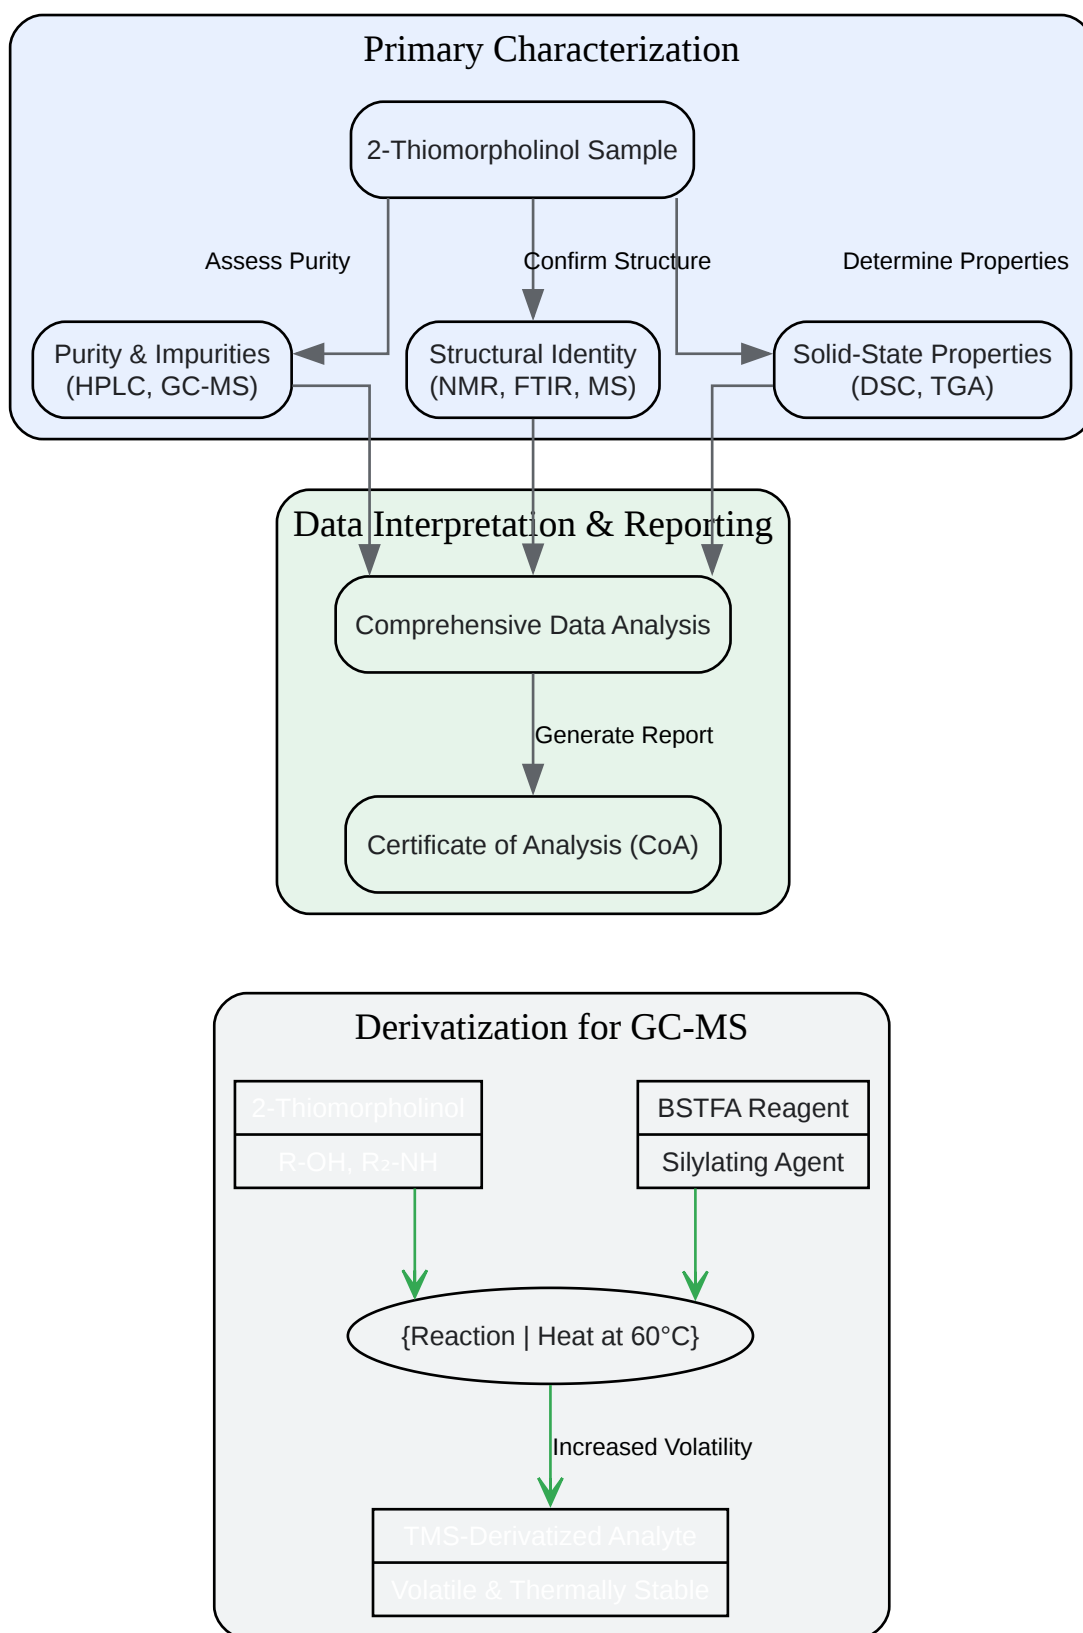 Primary Characterization
2-Thiomorpholinol Sample
Assess Purity
Confirm Structure
Determine Properties
Purity & Impurities
(HPLC, GC-MS)
Structural Identity
(NMR, FTIR, MS)
Solid-State Properties
(DSC, TGA)
Data Interpretation & Reporting
Comprehensive Data Analysis
Generate Report
Certificate of Analysis (CoA)
Derivatization for GC-MS
2-Thiomorpholinol
R-OH, R₂-NH
BSTFA Reagent
Silylating Agent
{Reaction | Heat at 60°C}
Increased Volatility
TMS-Derivatized Analyte
Volatile & Thermally Stable